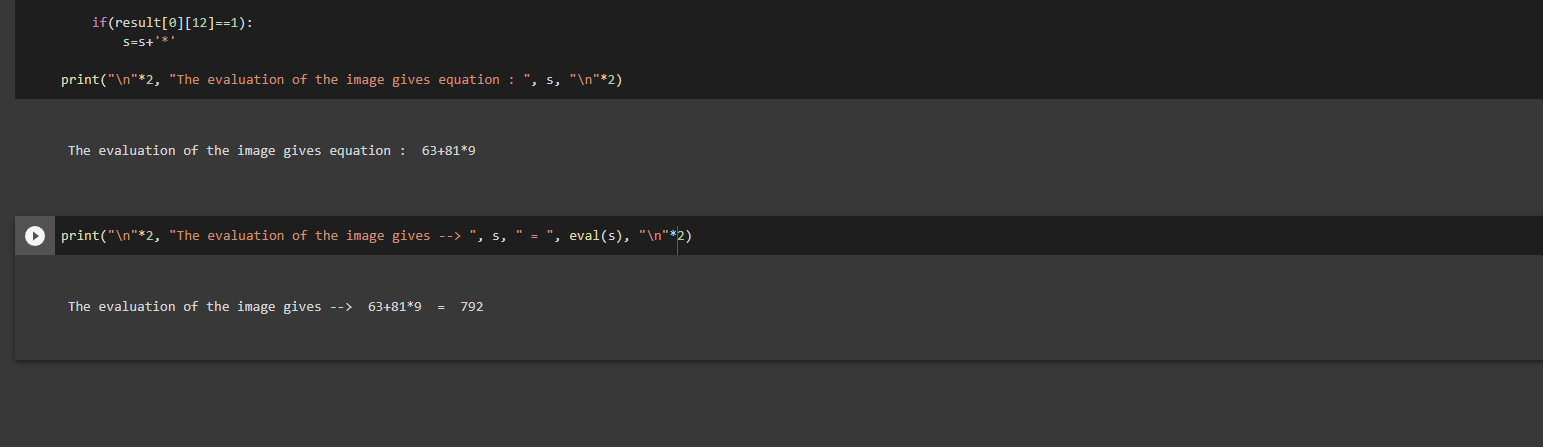 if(result[0][12]==1):
s=s+'*'
print("\n"*2, "The evaluation of the image gives equation : ", s, "\n"*2)
The evaluation of the image gives equation :  63+81*9
print("\n"*2, "The evaluation of the image gives --> ", s, " = ", eval(s), "\n"*2)
The evaluation of the image gives -->  63+81*9  =  792